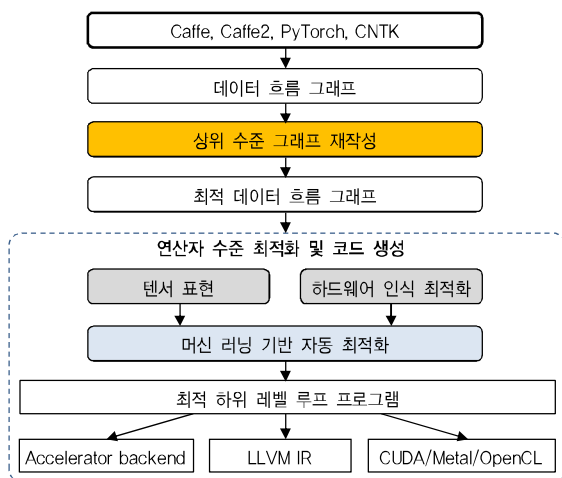 Caffe, Caffe2, PyTorch, CNTK
데이터 흐름 그래프
상위 수준 그래프 재작성
최적 데이터 흐름 그래프
연산자 수준 최적화 및 코드 생성
텐서 표현
하드웨어 인식 최적화
머신 러닝 기반 자동 최적화
최적 하위 레벨 루프 프로그램
Accelerator backend
LLVM IR
CUDA/Metal/OpenCL